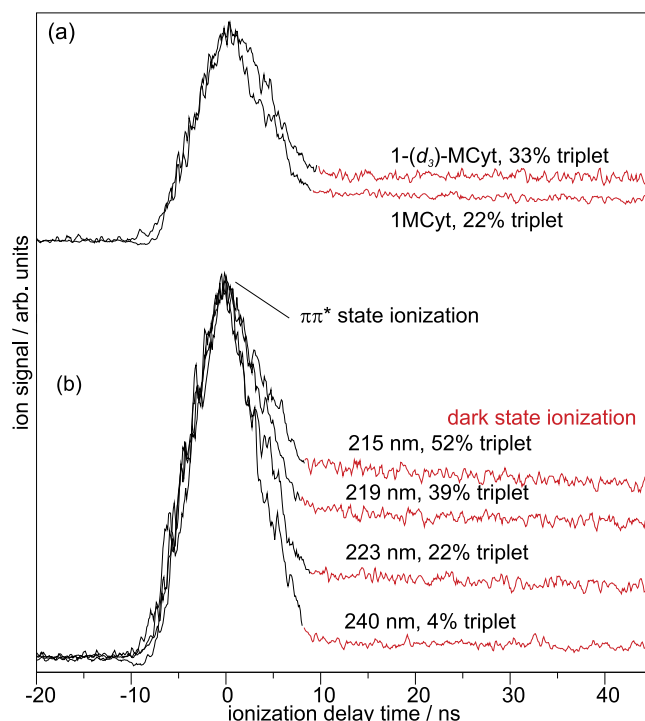 (a)
1-(d3)-MCyt, 33% triplet
1MCyt, 22% triplet
ion signal / arb. units
ππ* state ionization
(b)
dark state ionization
215 nm, 52% triplet
219 nm, 39% triplet
223 nm, 22% triplet
240 nm, 4% triplet
-20 -10 0 10 20 30 40
ionization delay time / ns